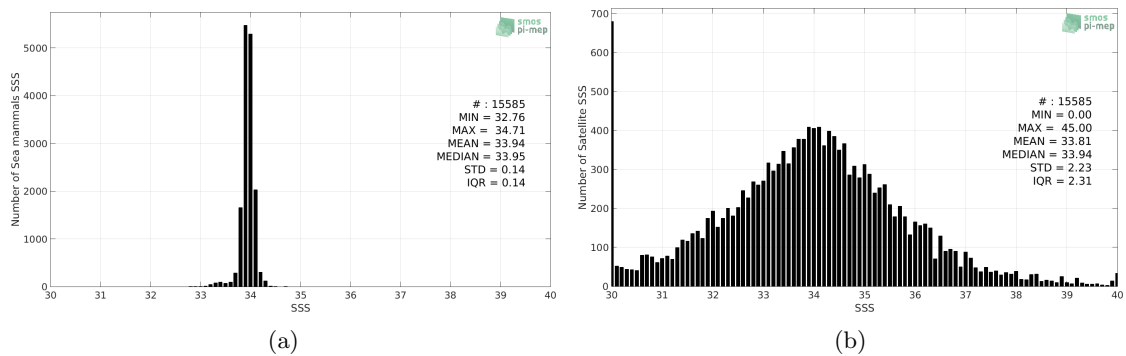 5000
4000
3000
2000
1000
0
Number of Sea mammals SSS
smos
pi-mep
# : 15585
MIN = 32.76
MAX = 34.71
MEAN = 33.94
MEDIAN = 33.95
STD = 0.14
IQR = 0.14
30 31 32 33 34 35 36 37 38 39 40
SSS
(a)
700
600
500
400
300
200
100
0
Number of Satellite SSS
smos
pi-mep
# : 15585
MIN = 0.00
MAX = 45.00
MEAN = 33.81
MEDIAN = 33.94
STD = 2.23
IQR = 2.31
30 31 32 33 34 35 36 37 38 39 40
SSS
(b)